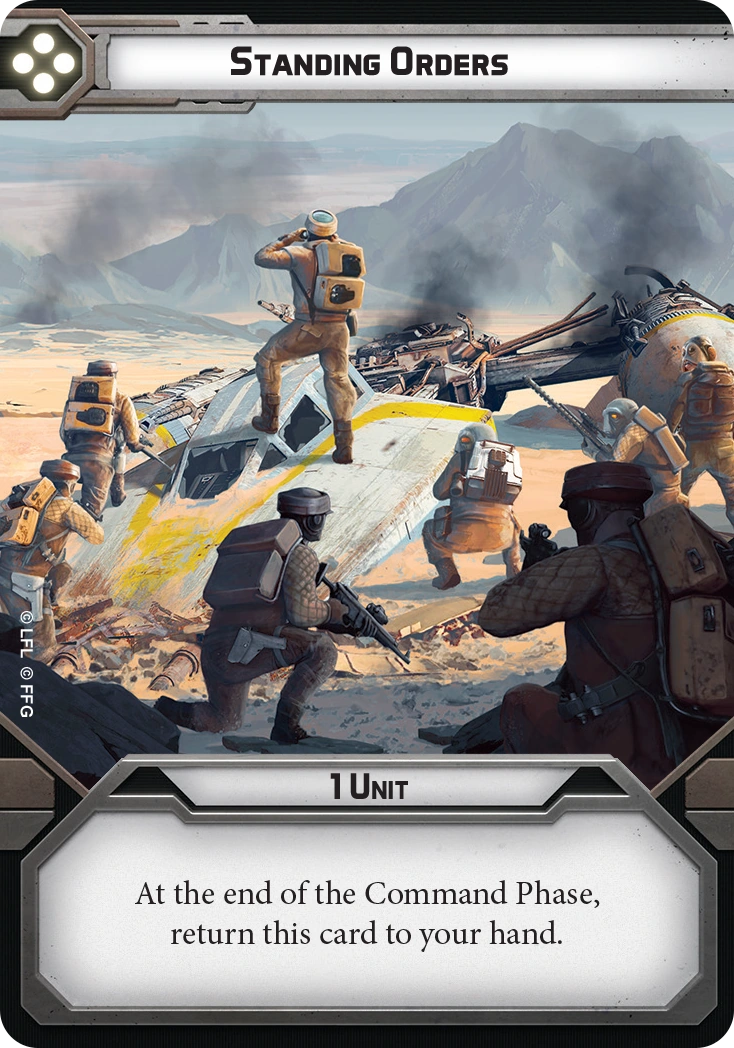 Standing Orders
© LFL © FFG
1 Unit
At the end of the Command Phase,
return this card to your hand.